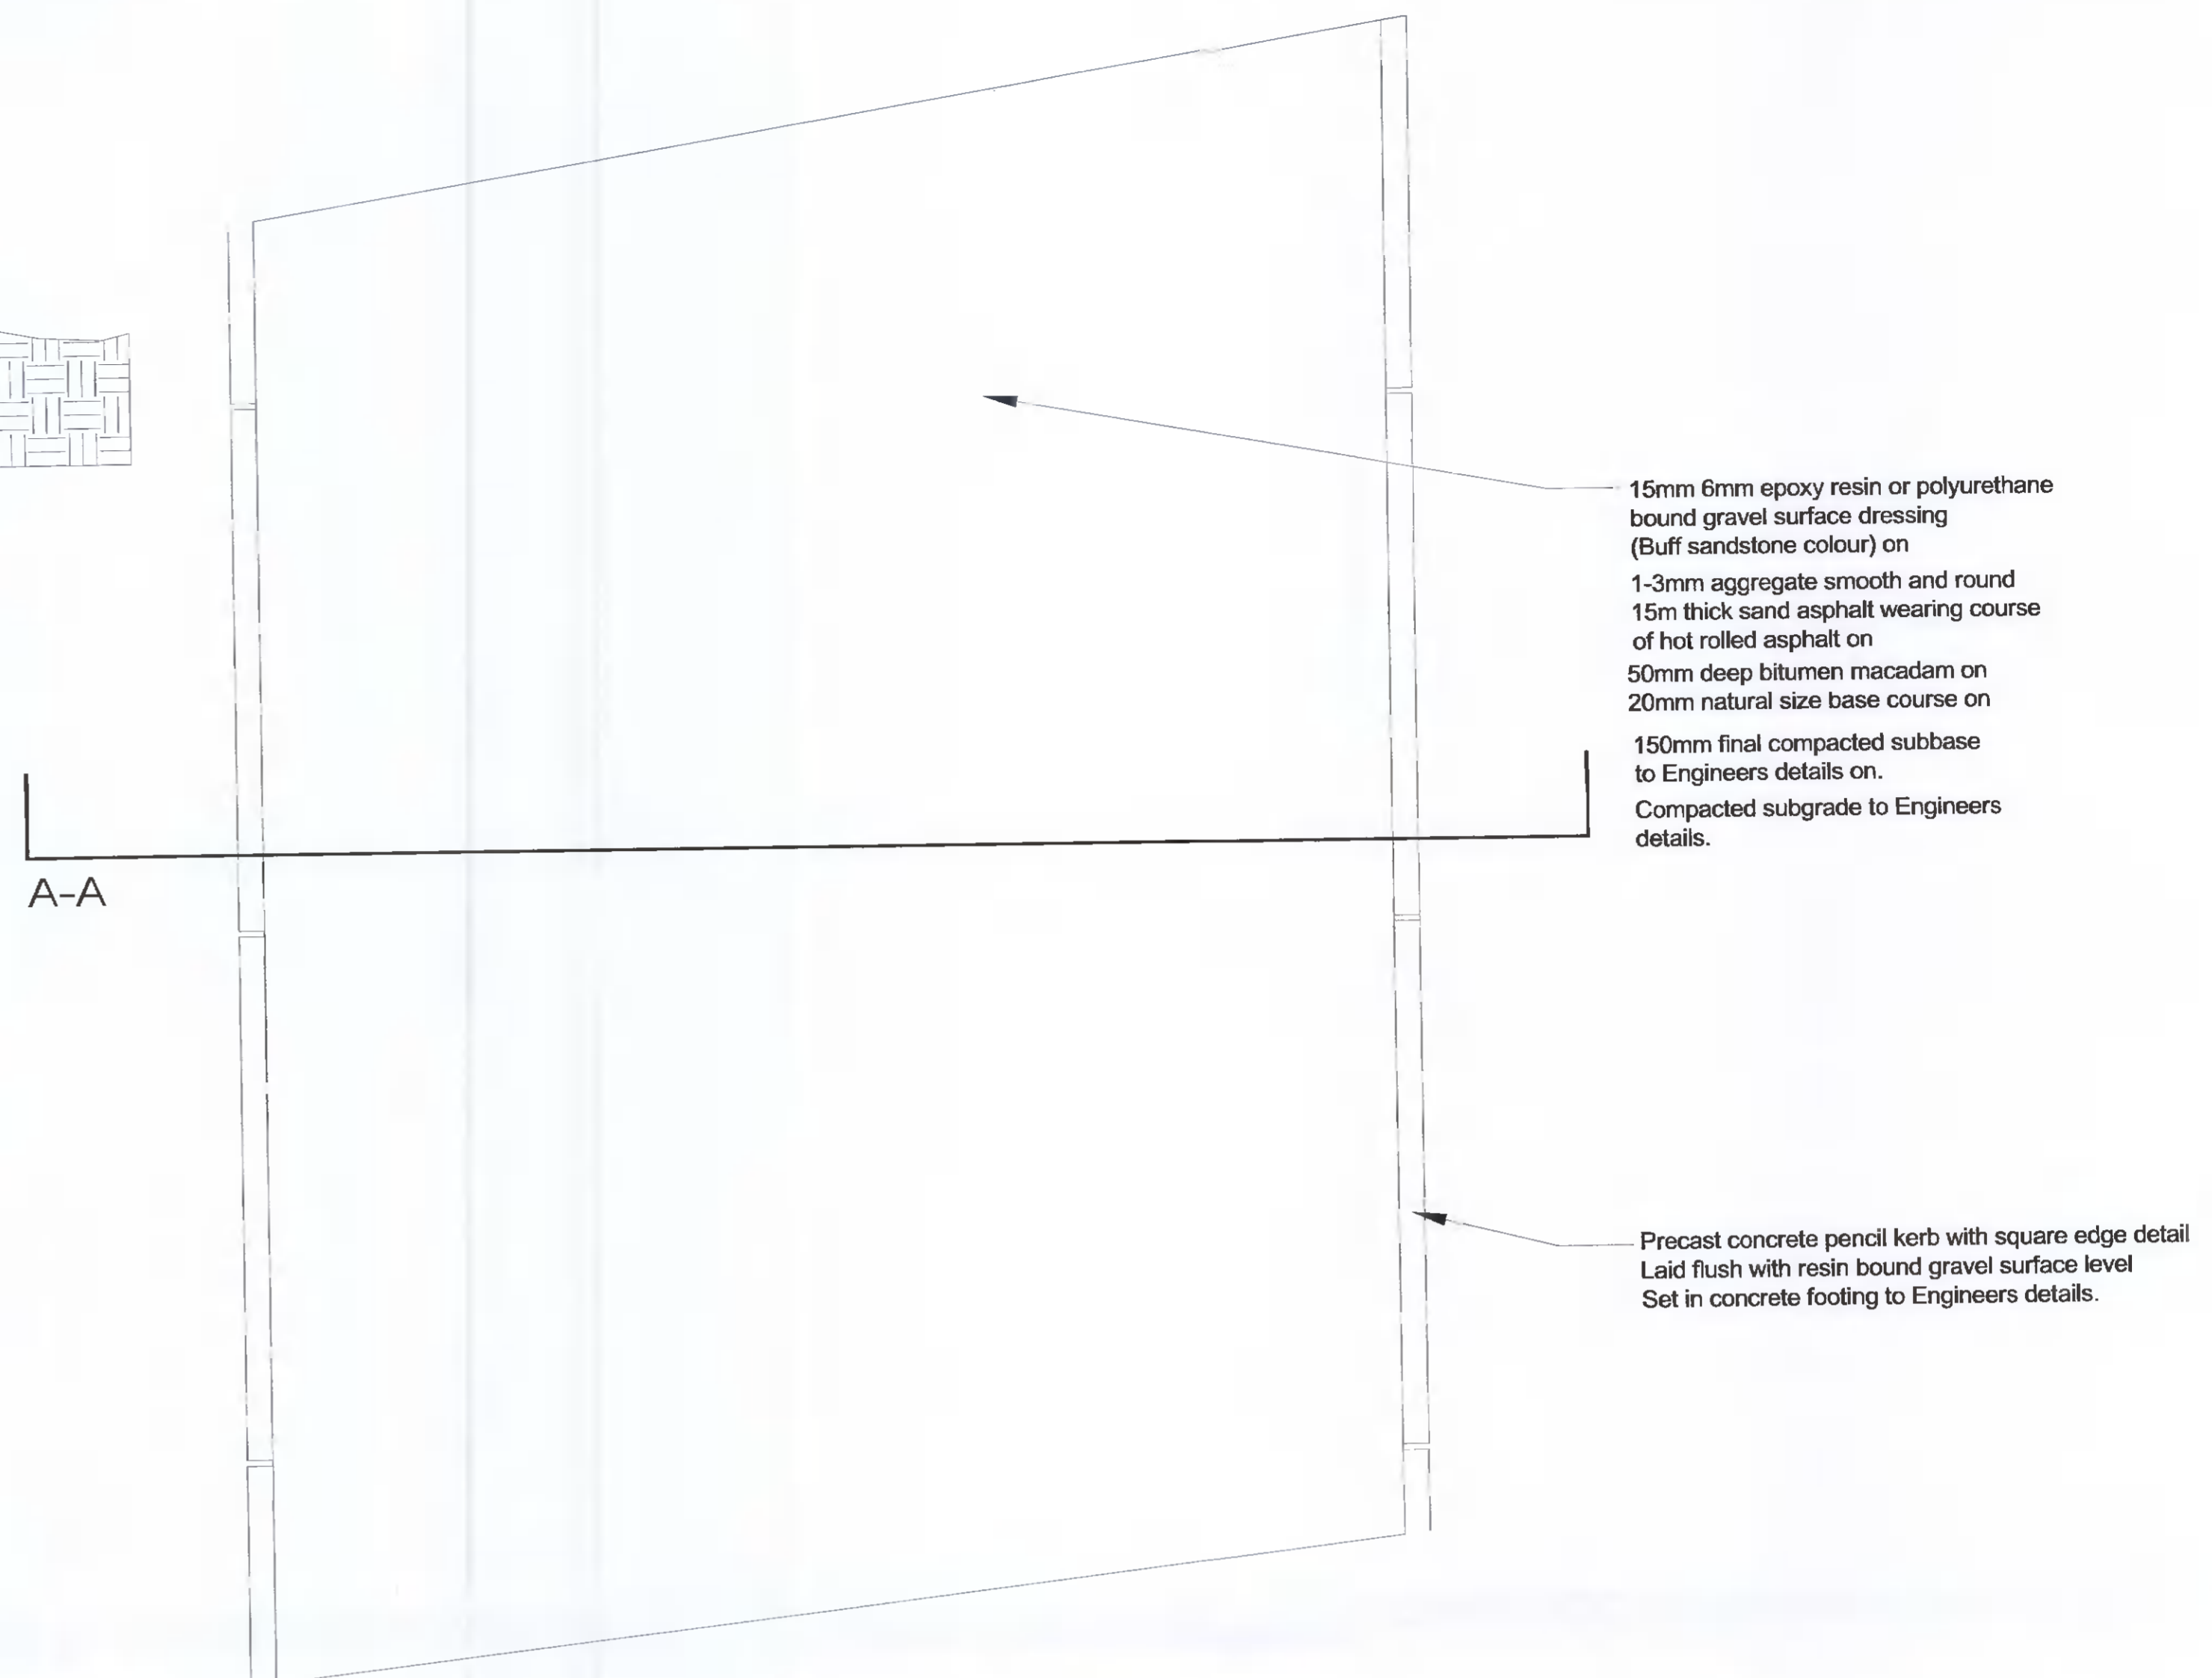 15mm 6mm epoxy resin or polyurethane
bound gravel surface dressing
(Buff sandstone colour) on
1-3mm aggregate smooth and round
15m thick sand asphalt wearing course
of hot rolled asphalt on
50mm deep bitumen macadam on
20mm natural size base course on
150mm final compacted subbase
to Engineers details on.
Compacted subgrade to Engineers
details.
A-A
Precast concrete pencil kerb with square edge detail
Laid flush with resin bound gravel surface level
Set in concrete footing to Engineers details.